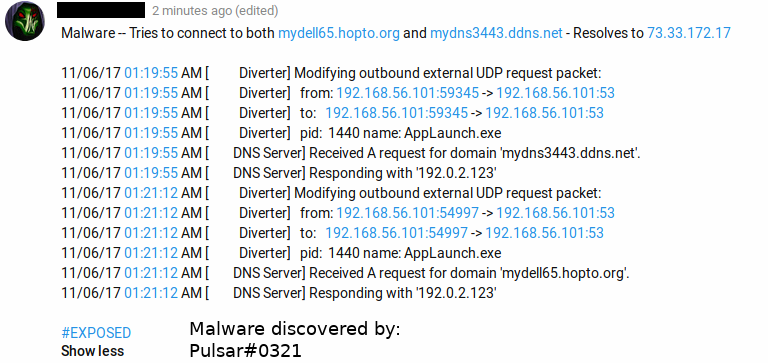 2 minutes ago (edited)
Malware -- Tries to connect to both mydell65.hopto.org and mydns3443.ddns.net - Resolves to 73.33.172.17
11/06/17 01:19:55 AM [ Diverter] Modifying outbound external UDP request packet:
11/06/17 01:19:55 AM [ Diverter] from: 192.168.56.101:59345 -> 192.168.56.101:53
11/06/17 01:19:55 AM [ Diverter] to: 192.168.56.101:59345 -> 192.168.56.101:53
11/06/17 01:19:55 AM [ Diverter] pid: 1440 name: AppLaunch.exe
11/06/17 01:19:55 AM [ DNS Server] Received A request for domain 'mydns3443.ddns.net'.
11/06/17 01:19:55 AM [ DNS Server] Responding with '192.0.2.123'
11/06/17 01:21:12 AM [ Diverter] Modifying outbound external UDP request packet:
11/06/17 01:21:12 AM [ Diverter] from: 192.168.56.101:54997 -> 192.168.56.101:53
11/06/17 01:21:12 AM [ Diverter] to: 192.168.56.101:54997 -> 192.168.56.101:53
11/06/17 01:21:12 AM [ Diverter] pid: 1440 name: AppLaunch.exe
11/06/17 01:21:12 AM [ DNS Server] Received A request for domain 'mydell65.hopto.org'.
11/06/17 01:21:12 AM [ DNS Server] Responding with '192.0.2.123'
#EXPOSED
Show less
Malware discovered by:
Pulsar#0321